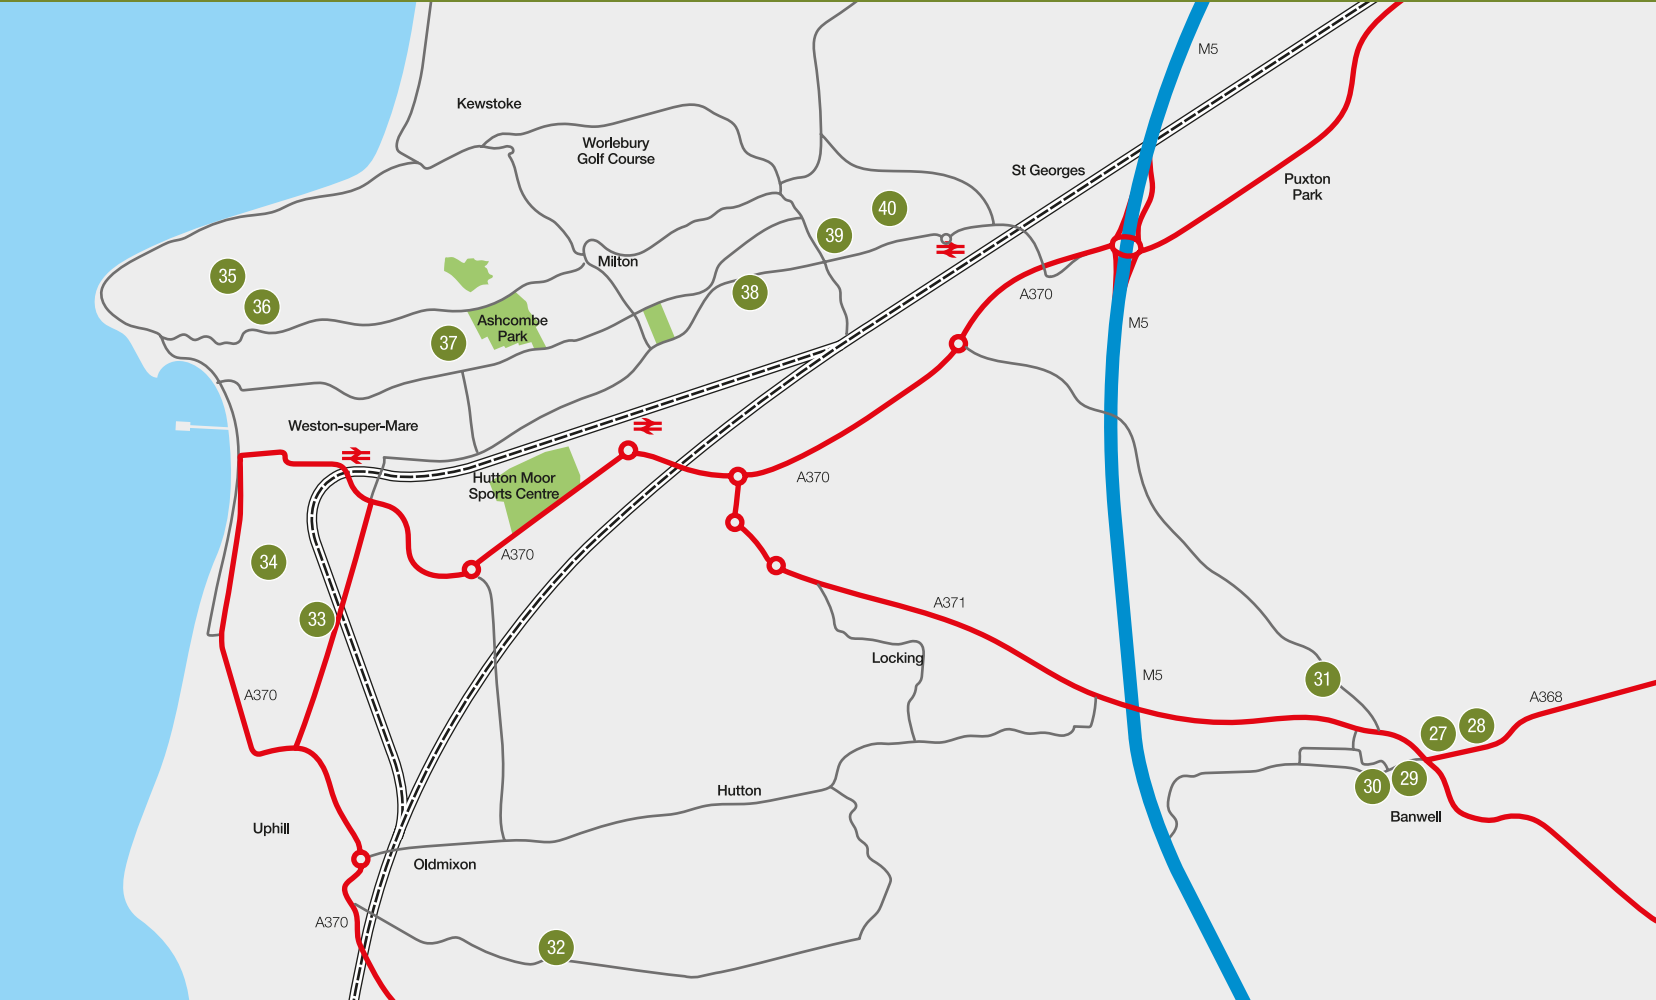 M5
Kewstoke
Worlebury
Golf Course
St Georges
Puxton
Park
40
39
Milton
35
36
38
A370
Ashcombe
Park
37
M5
Weston-super-Mare
Hutton Moor
Sports Centre
A370
A370
34
33
A371
Locking
M5
31
A370
A368
27
28
29
30
Hutton
Banwell
Uphill
Oldmixon
A370
32